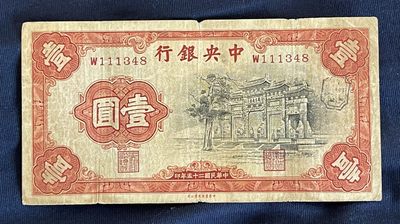 壹 中央銀行 壹
W111348 W111348
圓壹
壹 中華民國二十五年印 壹